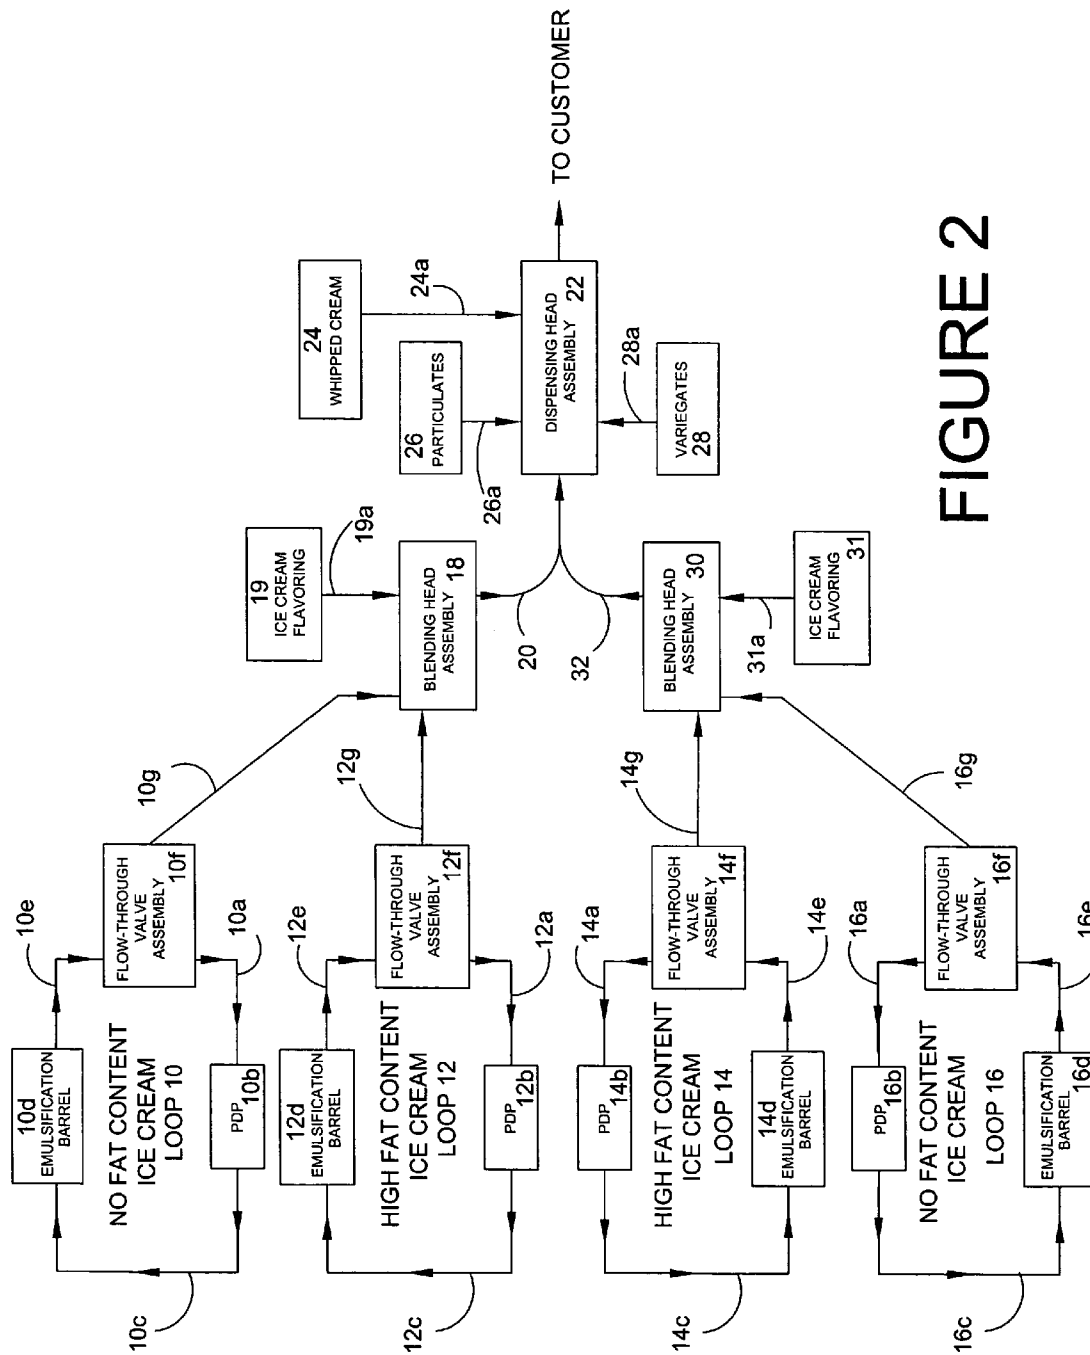 10d
EMULSIFICATION
BARREL
10e
NO FAT CONTENT
ICE CREAM
LOOP 10
FLOW-THROUGH
VALVE
ASSEMBLY
10f
PDP
10b
10a
10c
10g
12d
EMULSIFICATION
BARREL
12e
HIGH FAT CONTENT
ICE CREAM
LOOP 12
FLOW-THROUGH
VALVE
ASSEMBLY
12f
PDP
12b
12a
12c
12g
14a
PDP
14b
HIGH FAT CONTENT
ICE CREAM
LOOP 14
FLOW-THROUGH
VALVE
ASSEMBLY
14f
14d
EMULSIFICATION
BARREL
14e
14c
14g
16a
PDP
16b
NO FAT CONTENT
ICE CREAM
LOOP 16
FLOW-THROUGH
VALVE
ASSEMBLY
16f
EMULSIFICATION
BARREL
16d
16e
16c
16g
19
ICE CREAM
FLAVORING
19a
BLENDING HEAD
ASSEMBLY
18
20
32
BLENDING HEAD
ASSEMBLY
30
31a
ICE CREAM
FLAVORING
31
24
WHIPPED CREAM
24a
26
PARTICULATES
26a
DISPENSING HEAD
ASSEMBLY
22
28a
VARIEGATES
28
TO CUSTOMER
FIGURE 2